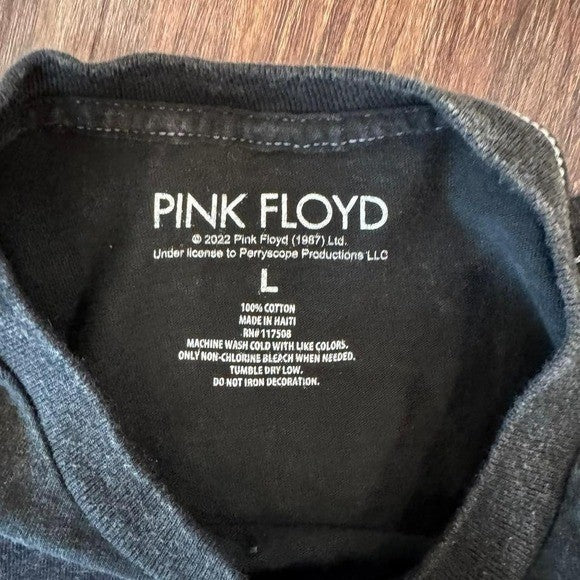 PINK FLOYD
© 2022 Pink Floyd (1987) Ltd.
Under license to Perryscope Productions LLC
L
100% COTTON
MADE IN HAITI
RN# 117508
MACHINE WASH COLD WITH LIKE COLORS.
ONLY NON-CHLORINE BLEACH WHEN NEEDED.
TUMBLE DRY LOW.
DO NOT IRON DECORATION.